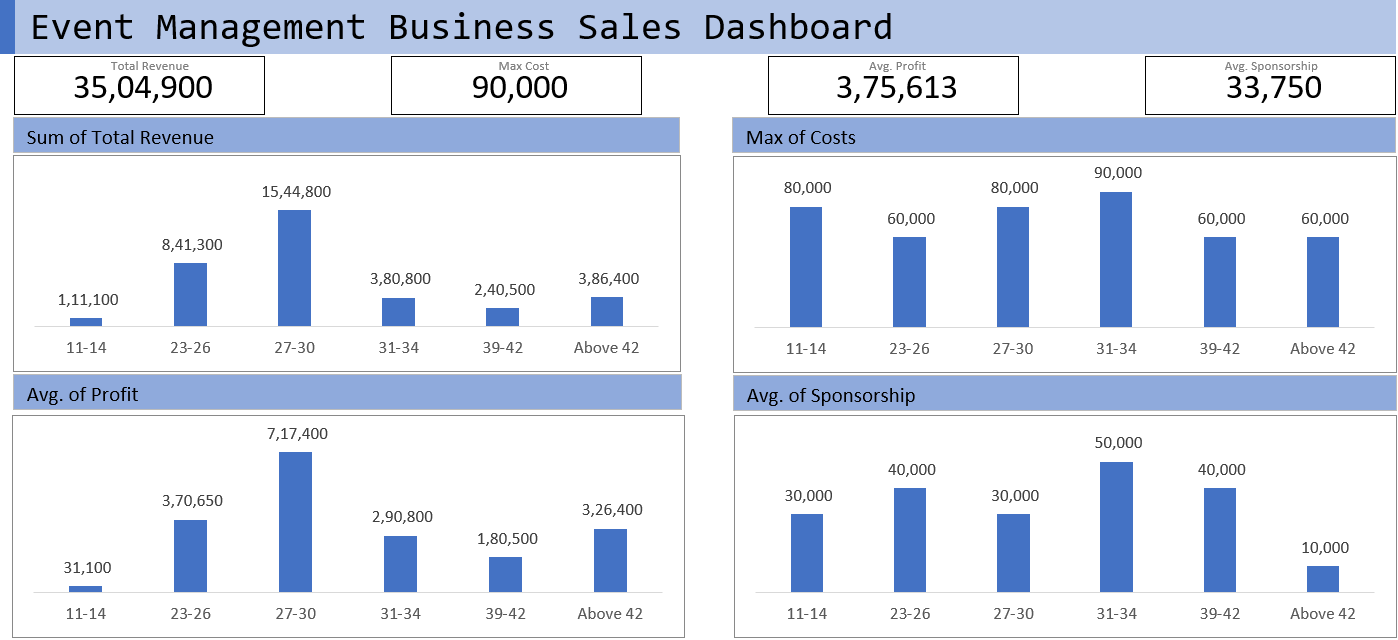 Event Management Business Sales Dashboard
Total Revenue
35,04,900
Max Cost
90,000
Avg. Profit
3,75,613
Avg. Sponsorship
33,750
Sum of Total Revenue
15,44,800
8,41,300
3,80,800
3,86,400
2,40,500
1,11,100
11-14 23-26 27-30 31-34 39-42 Above 42
Max of Costs
90,000
80,000 80,000
60,000 60,000 60,000
11-14 23-26 27-30 31-34 39-42 Above 42
Avg. of Profit
7,17,400
3,70,650
3,26,400
2,90,800
1,80,500
31,100
11-14 23-26 27-30 31-34 39-42 Above 42
Avg. of Sponsorship
50,000
40,000 40,000
30,000 30,000
10,000
11-14 23-26 27-30 31-34 39-42 Above 42